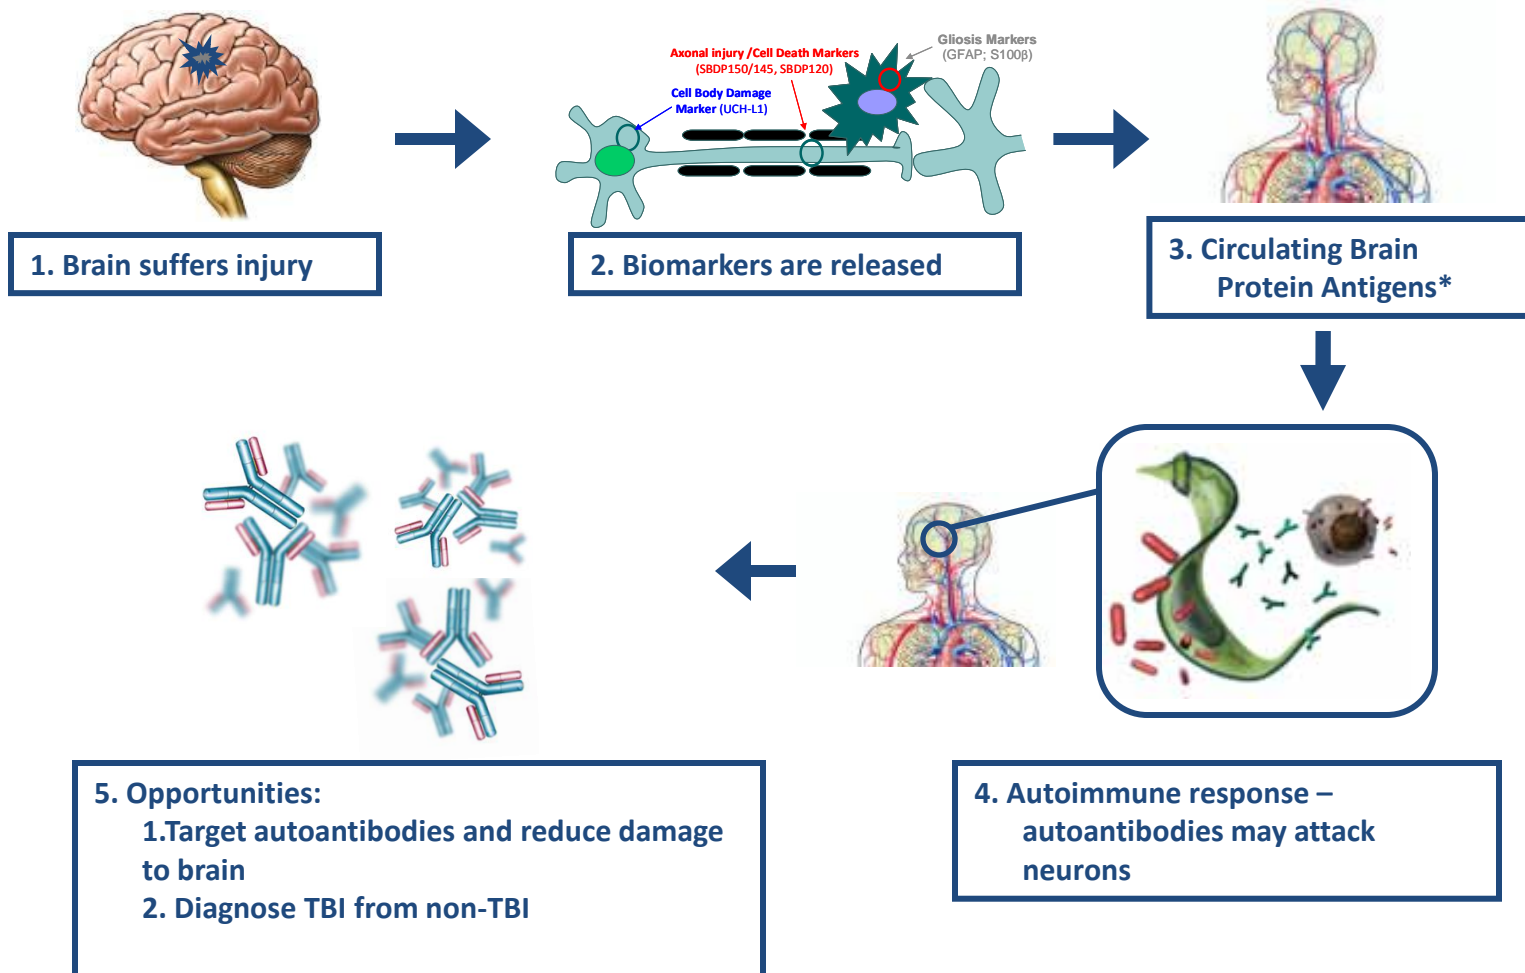 Axonal injury /Cell Death Markers
(SBDP150/145, SBDP120)
Gliosis Markers
(GFAP; S100β)
Cell Body Damage
Marker (UCH-L1)
1. Brain suffers injury
2. Biomarkers are released
3. Circulating Brain
Protein Antigens*
4. Autoimmune response –
autoantibodies may attack
neurons
5. Opportunities:
1.Target autoantibodies and reduce damage
to brain
2. Diagnose TBI from non-TBI